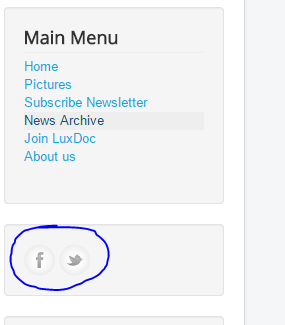 Main Menu
Home
Pictures
Subscribe Newsletter
News Archive
Join LuxDoc
About us